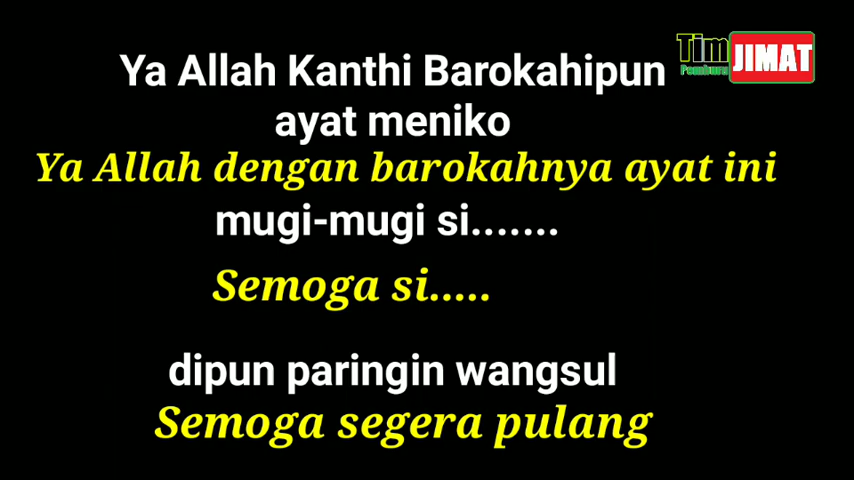 Tim
Pemburu
JIMAT
Ya Allah Kanthi Barokahipun
ayat meniko
Ya Allah dengan barokahnya ayat ini
mugi-mugi si.......
Semoga si.....
dipun paringin wangsul
Semoga segera pulang